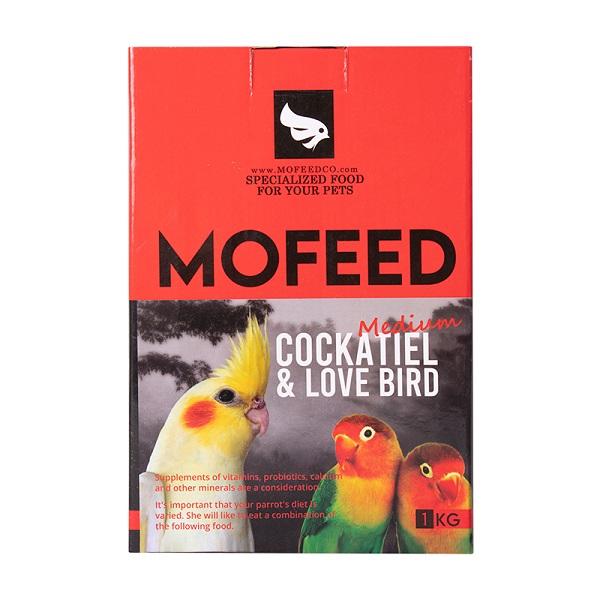 www.MOFEEDCO.com
SPECIALIZED FOOD
FOR YOUR PETS
MOFEED
Medium
COCKATIEL
& LOVE BIRD
Supplements of vitamins, probiotics, calcium
and other minerals are a consideration.
It's important that your parrot's diet is
varied. She will like to eat a combination of
the following food.
1 KG